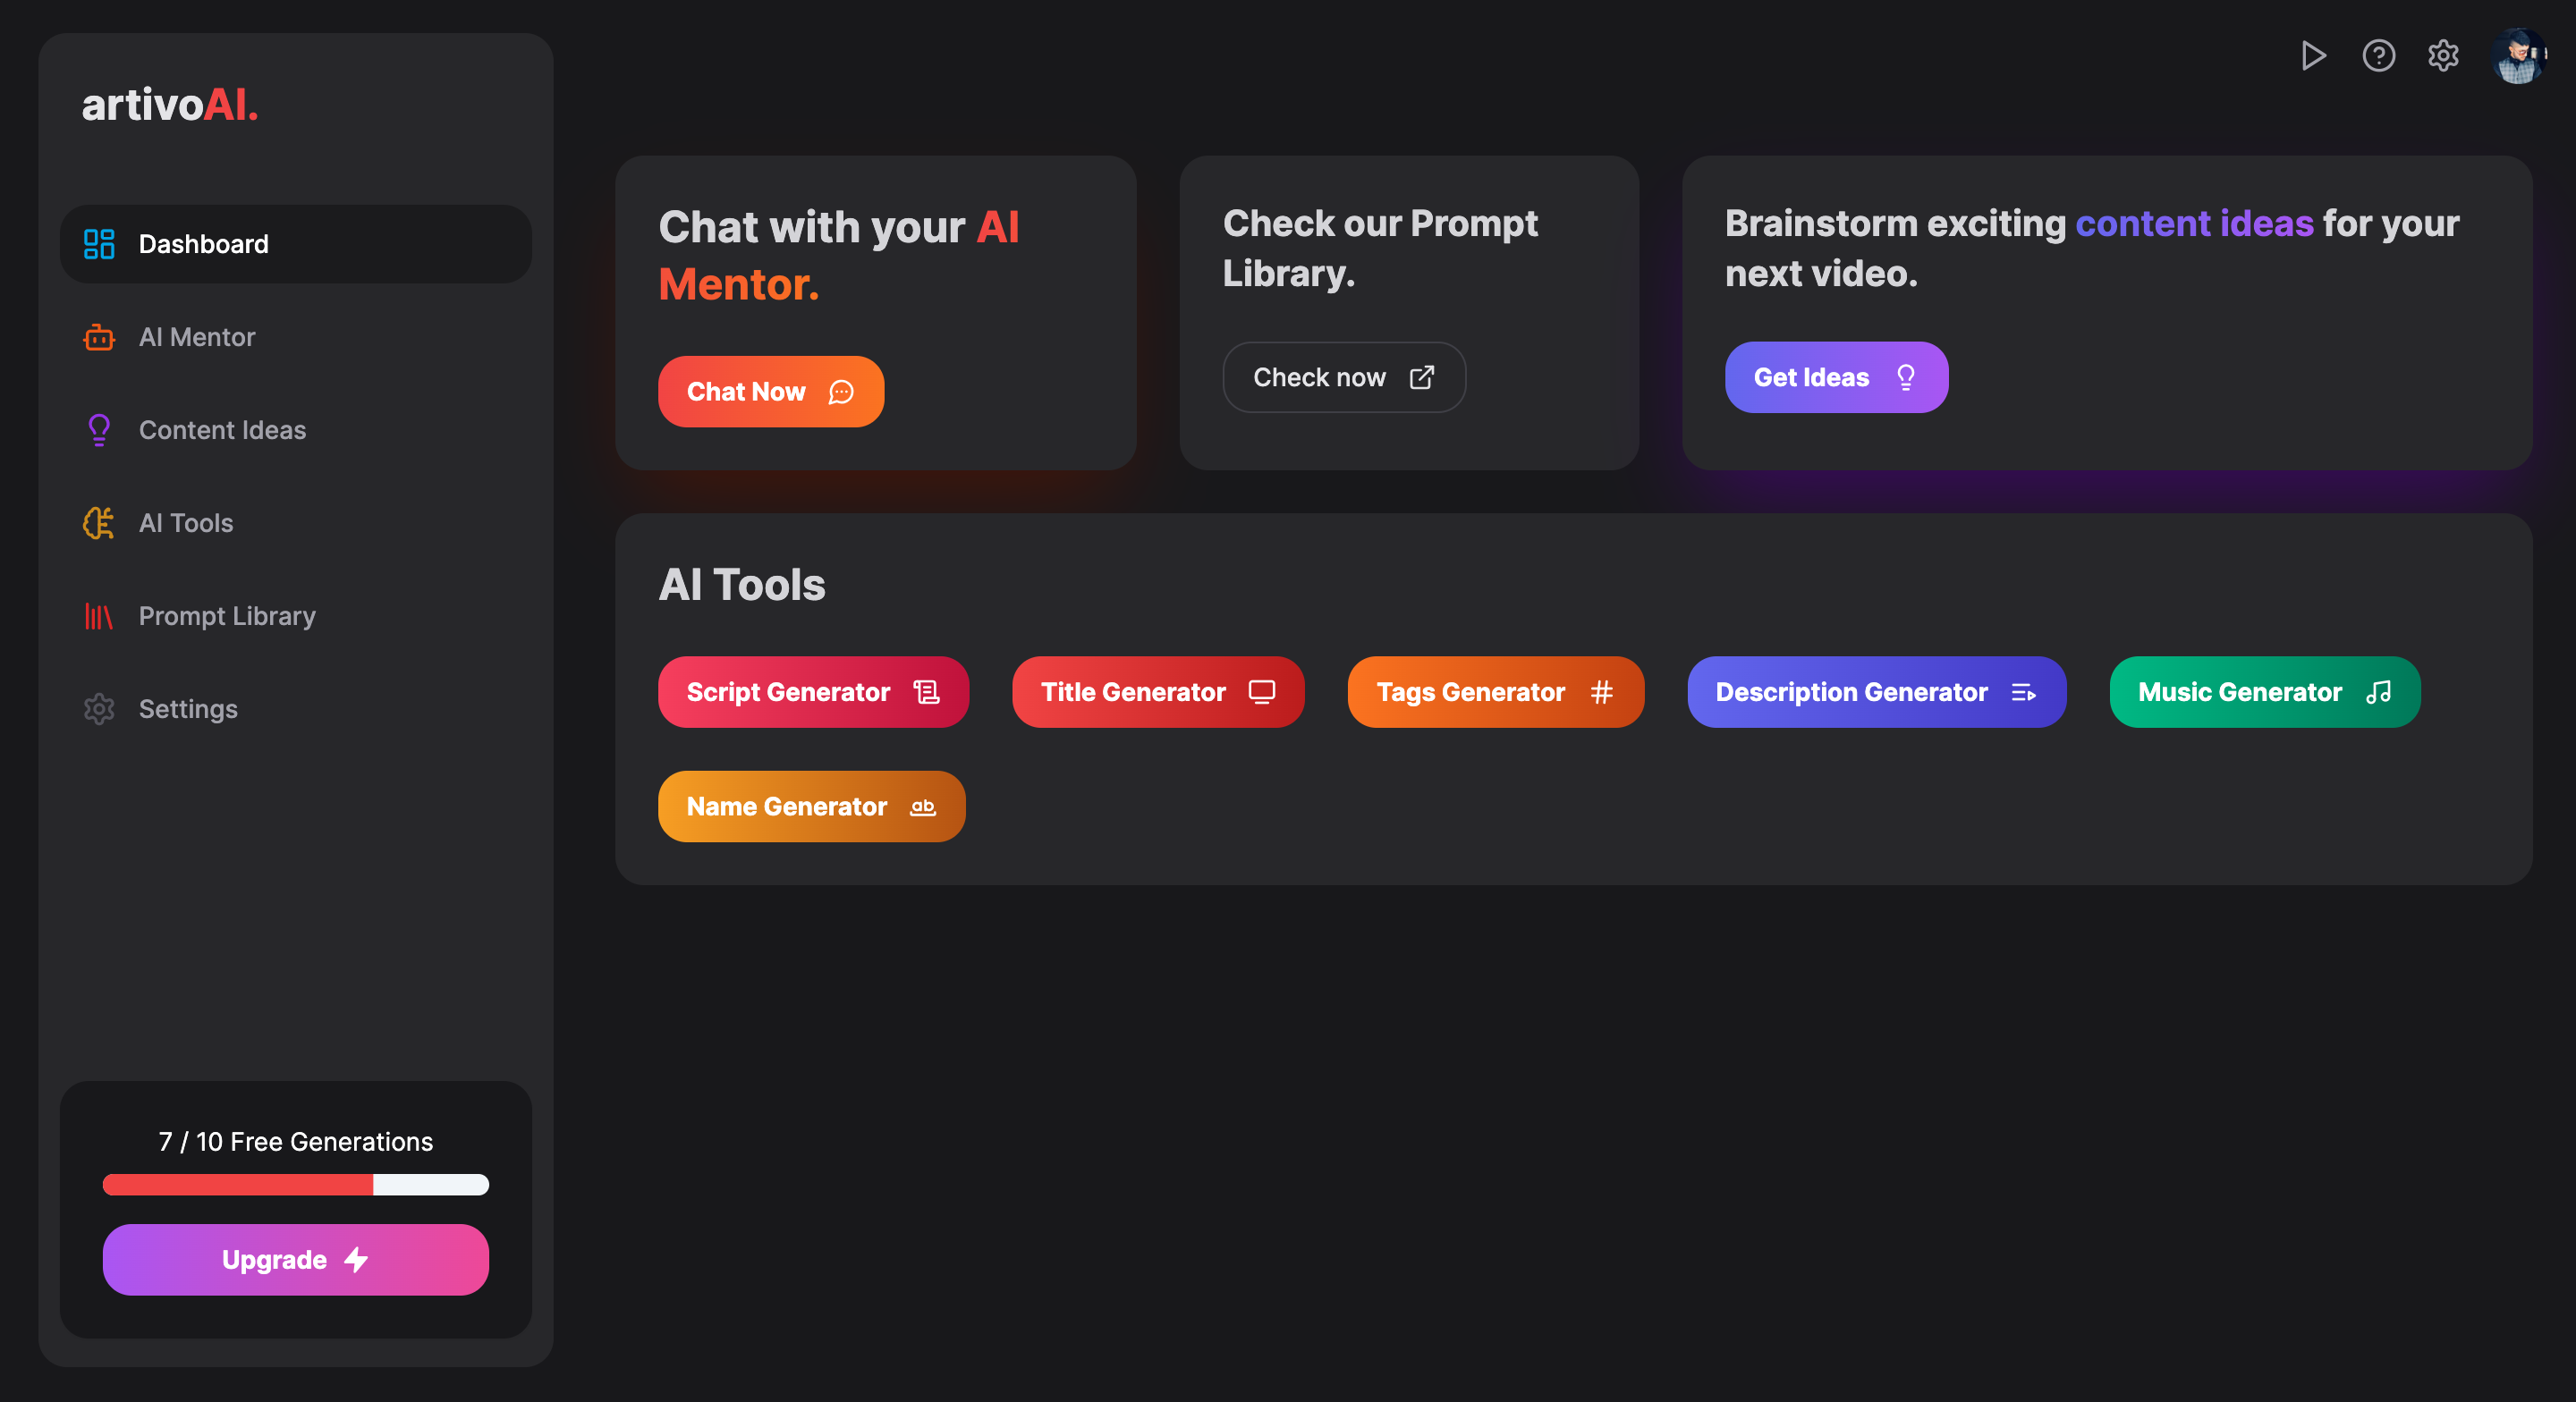 artivoAI.
Dashboard
AI Mentor
Content Ideas
AI Tools
Prompt Library
Settings
7 / 10 Free Generations
Upgrade
Chat with your AI
Mentor.
Chat Now
Check our Prompt
Library.
Check now
Brainstorm exciting content ideas for your
next video.
Get Ideas
AI Tools
Script Generator
Title Generator
Tags Generator
Description Generator
Music Generator
Name Generator